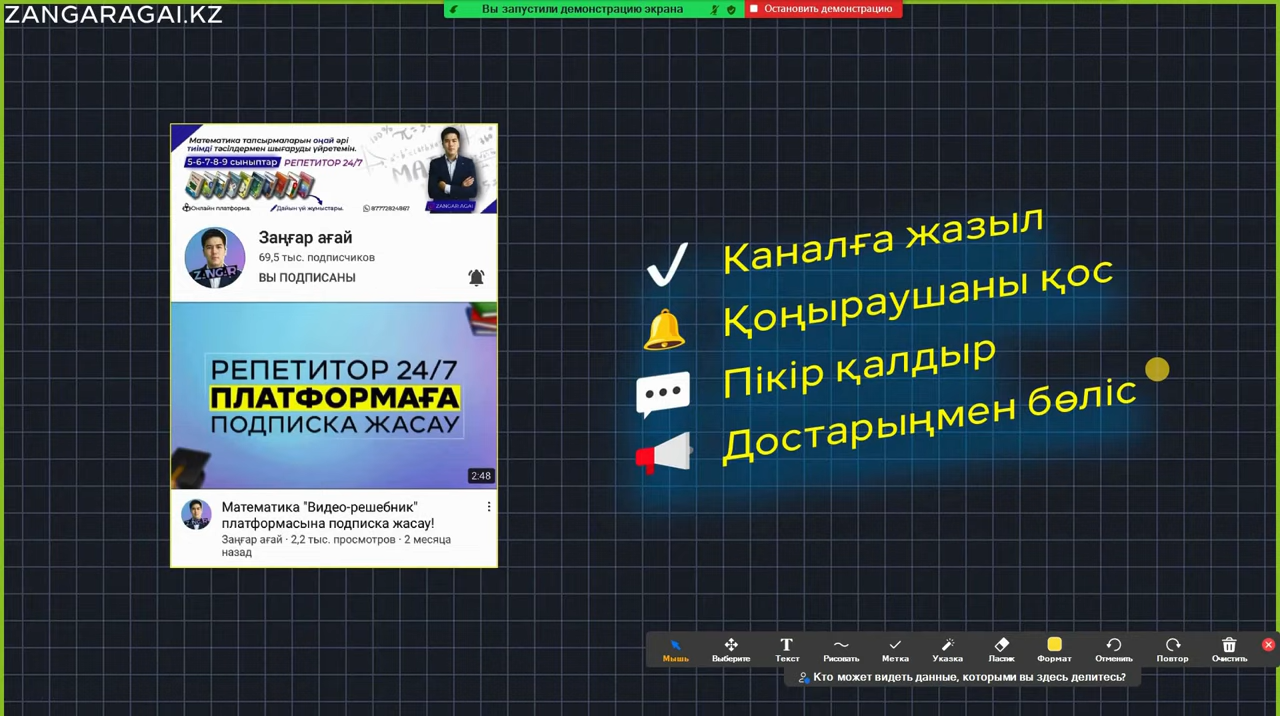 ZANGARAGAI.KZ
Вы запустили демонстрацию экрана
Остановить демонстрацию
Математика тапсырмаларын оңай әрі
тиімді тәсілдермен шығаруды үйретемін.
5-6-7-8-9 сыныптар РЕПЕТИТОР 24/7
Онлайн платформа. Дайын үй жұмыстары. 87772824867
ZANGAR AGAI
Заңғар ағай
69,5 тыс. подписчиков
ВЫ ПОДПИСАНЫ
РЕПЕТИТОР 24/7
ПЛАТФОРМАҒА
ПОДПИСКА ЖАСАУ
2:48
Математика "Видео-решебник"
платформасына подписка жасау!
Заңғар ағай · 2,2 тыс. просмотров · 2 месяца
назад
Каналға жазыл
Қоңыраушаны қос
Пікір қалдыр
Достарыңмен бөліс
Мышь Выберите Текст Рисовать Метка Указка Ластик Формат Отменить Повтор Очистить
Кто может видеть данные, которыми вы здесь делитесь?